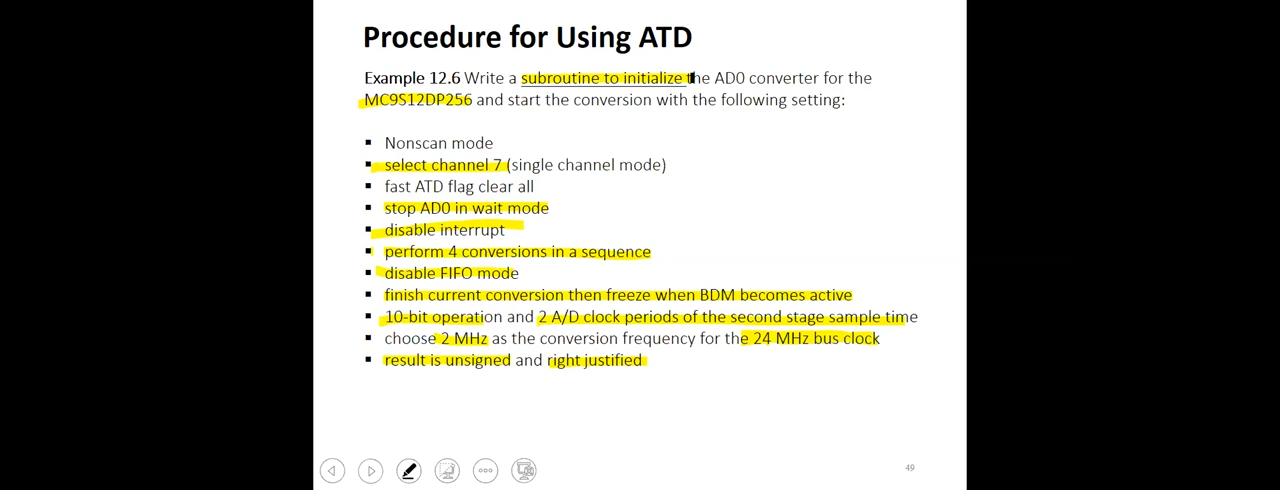 Procedure for Using ATD
Example 12.6 Write a subroutine to initialize the AD0 converter for the
MC9S12DP256 and start the conversion with the following setting:
▪ Nonscan mode
▪ select channel 7 (single channel mode)
▪ fast ATD flag clear all
▪ stop AD0 in wait mode
▪ disable interrupt
▪ perform 4 conversions in a sequence
▪ disable FIFO mode
▪ finish current conversion then freeze when BDM becomes active
▪ 10-bit operation and 2 A/D clock periods of the second stage sample time
▪ choose 2 MHz as the conversion frequency for the 24 MHz bus clock
▪ result is unsigned and right justified
49